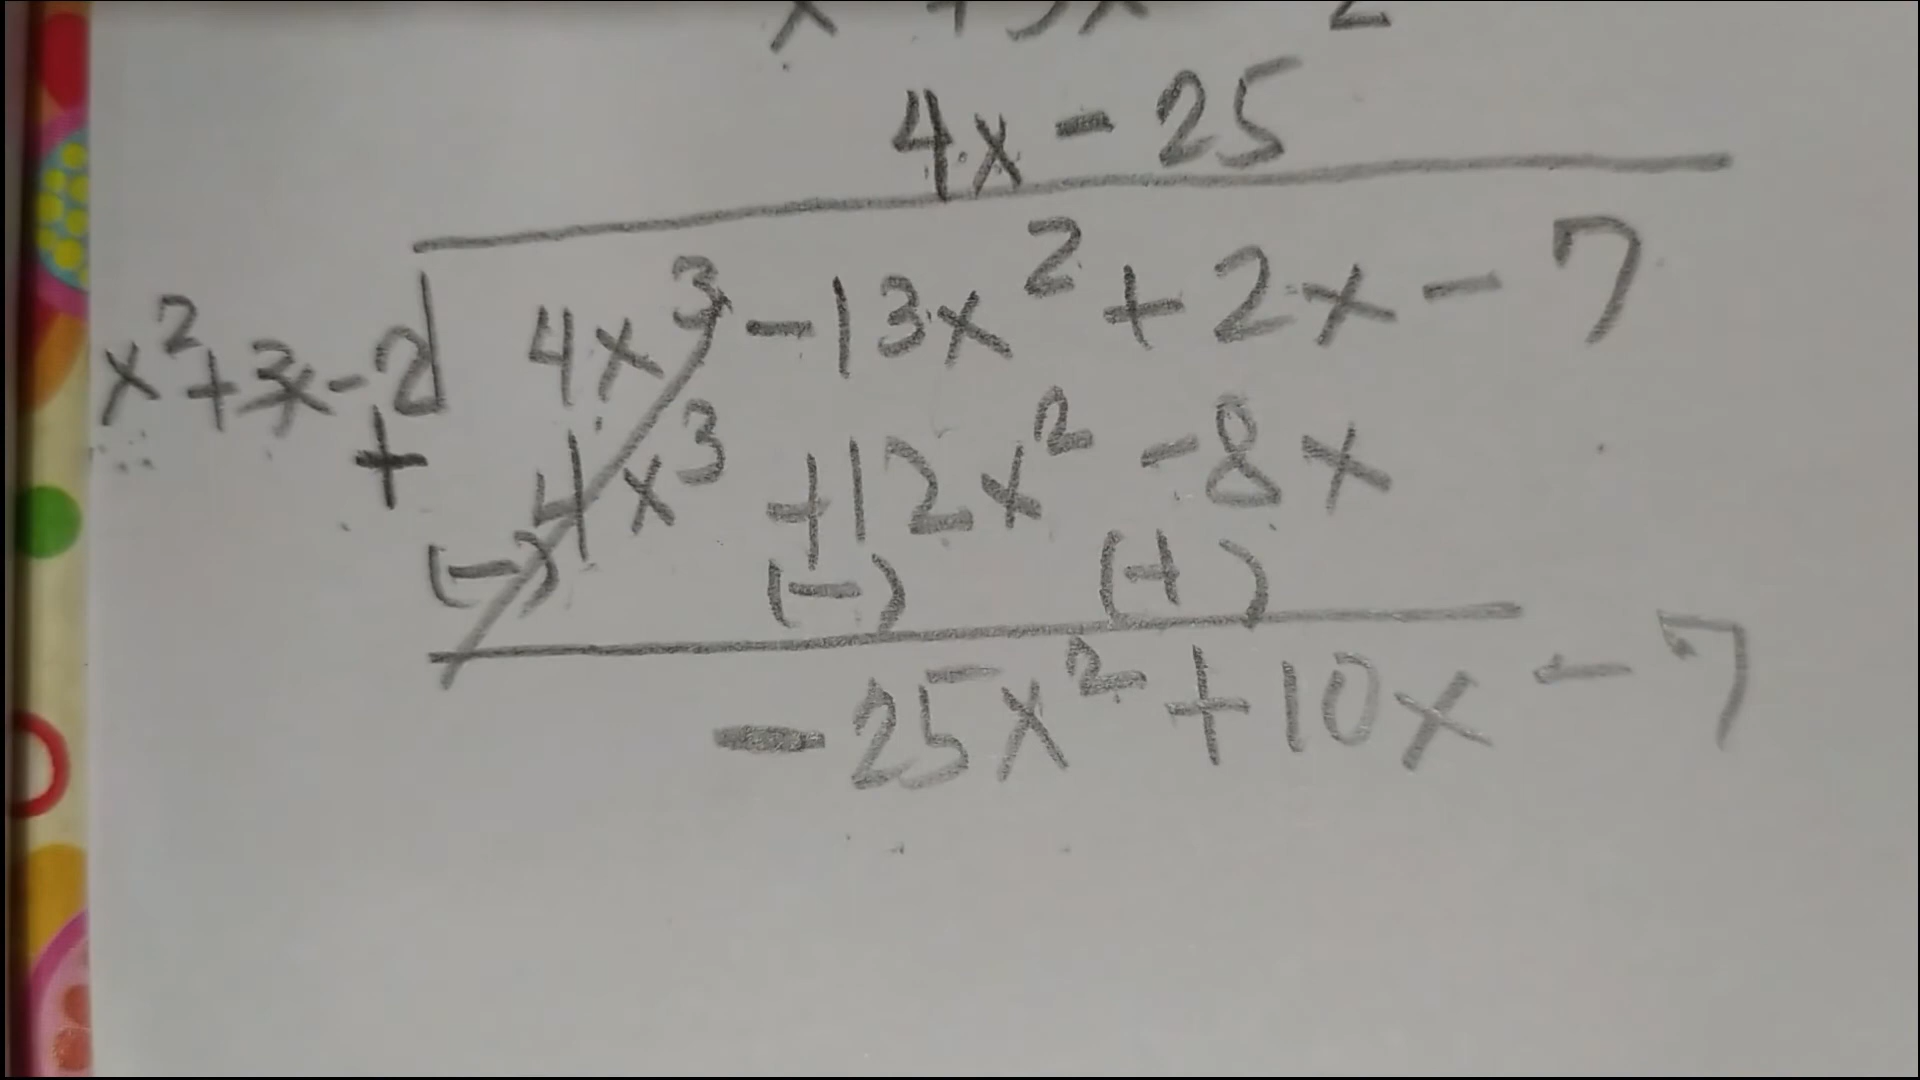 4x - 25
x² + 3x - 2 4x³ - 13x² + 2x - 7
+ 4x³ + 12x² - 8x
(-) (-) (+)
- 25x² + 10x - 7